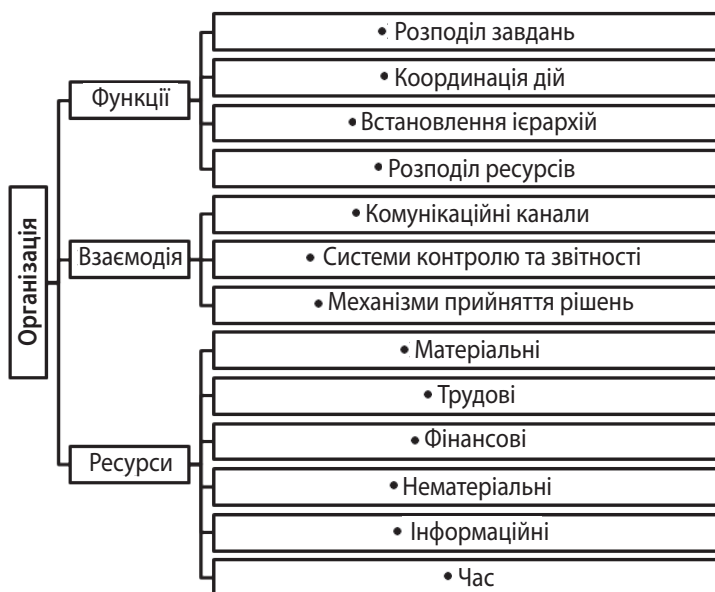 Організація
Функції
• Розподіл завдань
• Координація дій
• Встановлення ієрархій
• Розподіл ресурсів
Взаємодія
• Комунікаційні канали
• Системи контролю та звітності
• Механізми прийняття рішень
Ресурси
• Матеріальні
• Трудові
• Фінансові
• Нематеріальні
• Інформаційні
• Час